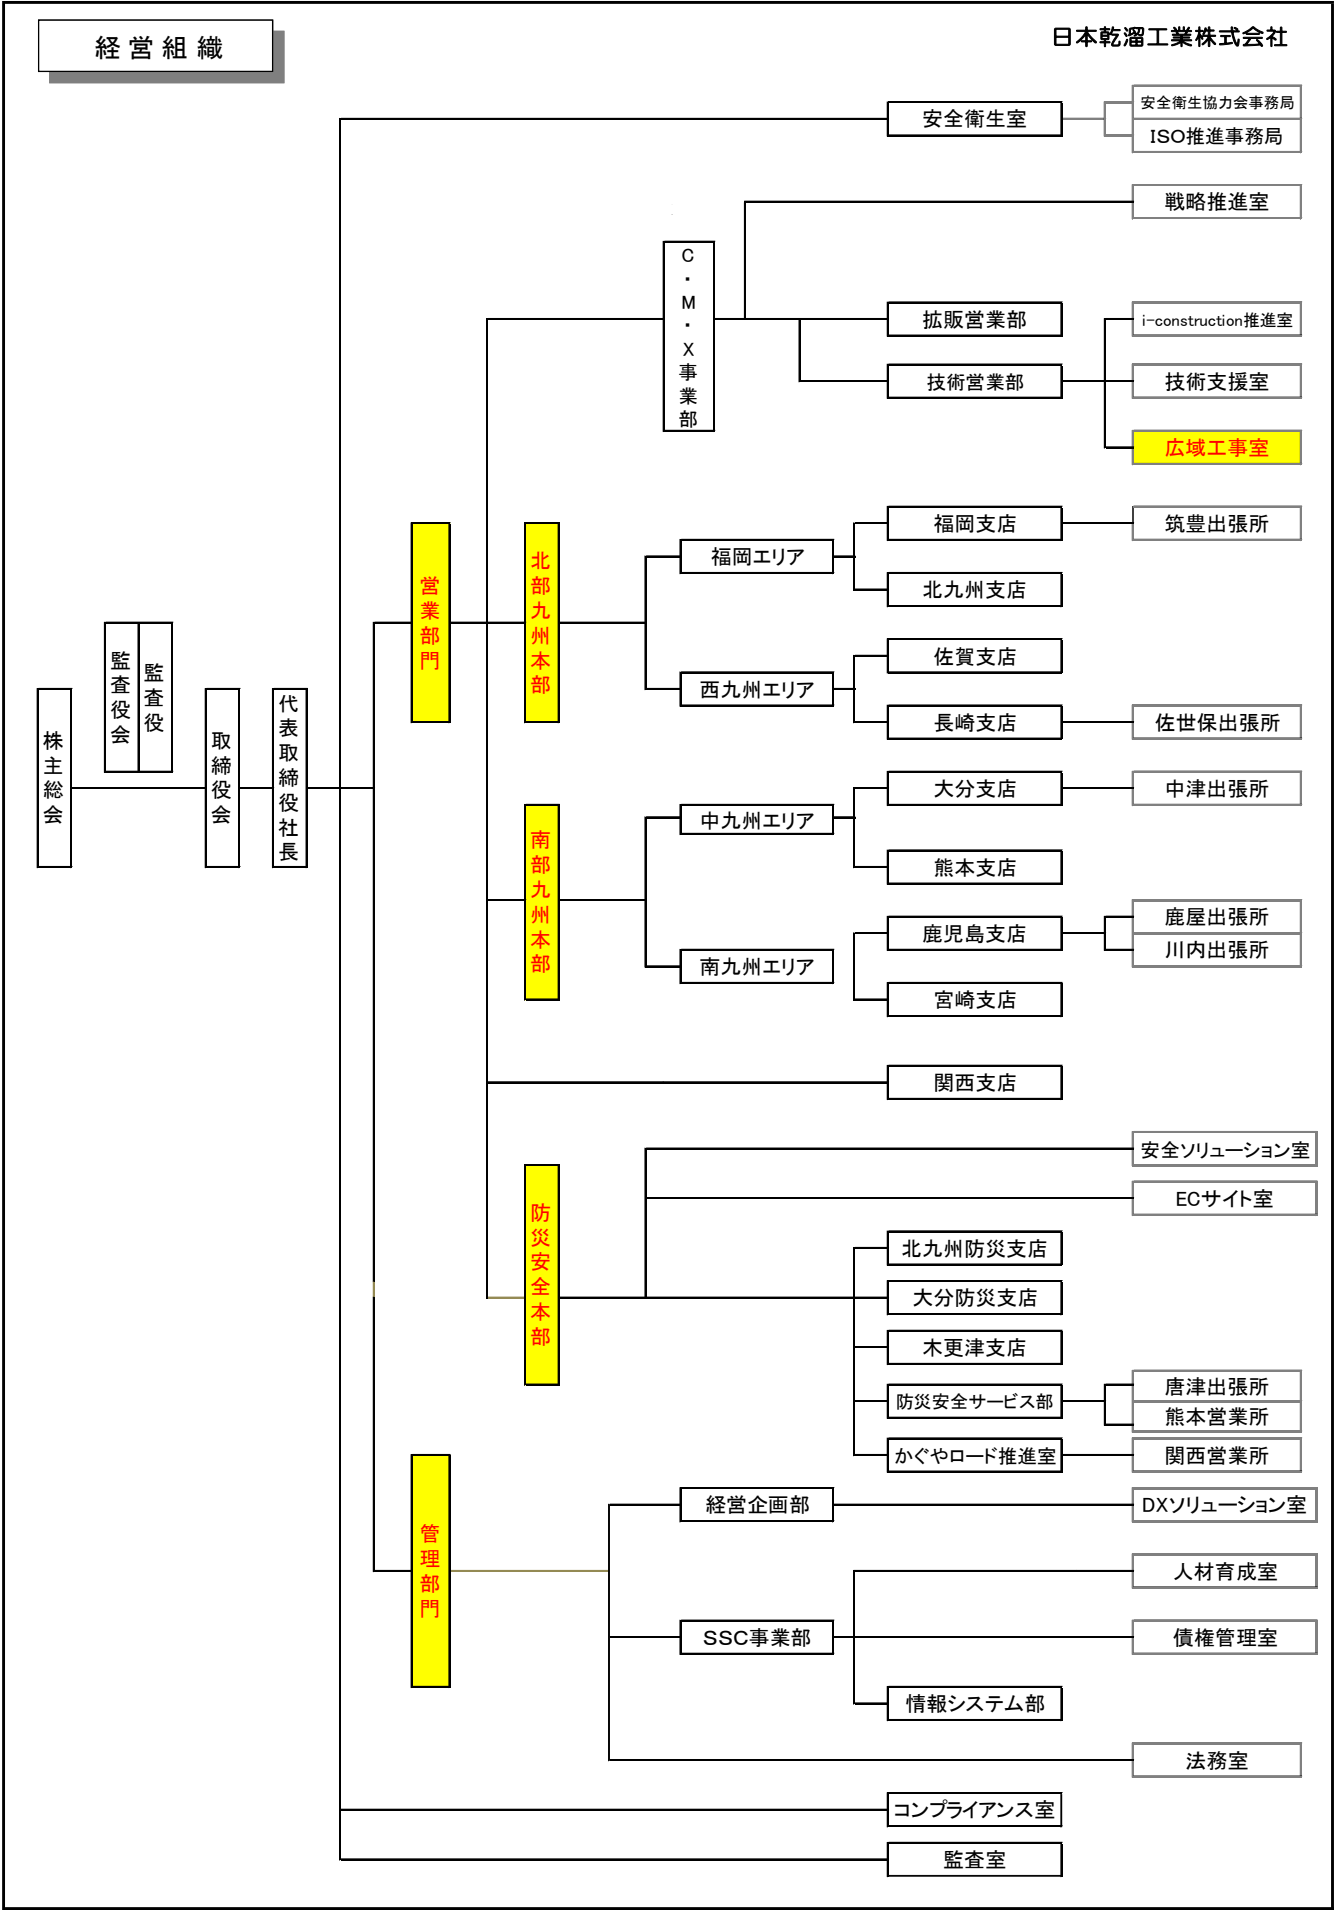 経営組織
日本乾溜工業株式会社
株主総会
監査役会
監査役
取締役会
代表取締役社長
安全衛生室
安全衛生協力会事務局
ISO推進事務局
営業部門
C・M・X事業部
戦略推進室
拡販営業部
技術営業部
i-construction推進室
技術支援室
広域工事室
北部九州本部
福岡エリア
福岡支店
筑豊出張所
北九州支店
西九州エリア
佐賀支店
長崎支店
佐世保出張所
南部九州本部
中九州エリア
大分支店
中津出張所
熊本支店
南九州エリア
鹿児島支店
鹿屋出張所
川内出張所
宮崎支店
関西支店
防災安全本部
安全ソリューション室
ECサイト室
北九州防災支店
大分防災支店
木更津支店
防災安全サービス部
唐津出張所
熊本営業所
かぐやロード推進室
関西営業所
管理部門
経営企画部
DXソリューション室
SSC事業部
人材育成室
債権管理室
情報システム部
法務室
コンプライアンス室
監査室